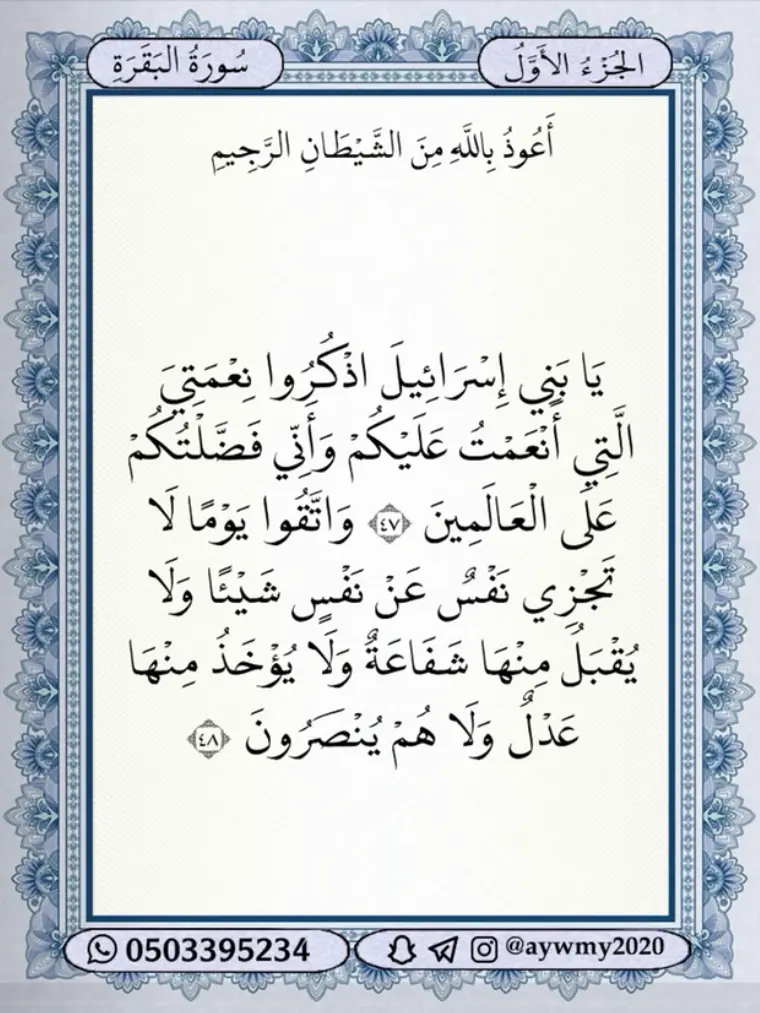 الجُزْءُ الأَوَّلُ
سُورَةُ البَقَرَةِ
أَعُوذُ بِاللَّهِ مِنَ الشَّيْطَانِ الرَّجِيمِ
يَا بَنِي إِسْرَائِيلَ اذْكُرُوا نِعْمَتِيَ
الَّتِي أَنْعَمْتُ عَلَيْكُمْ وَأَنِّي فَضَّلْتُكُمْ
عَلَى الْعَالَمِينَ ٤٧ وَاتَّقُوا يَوْمًا لَا
تَجْزِي نَفْسٌ عَنْ نَفْسٍ شَيْئًا وَلَا
يُقْبَلُ مِنْهَا شَفَاعَةٌ وَلَا يُؤْخَذُ مِنْهَا
عَدْلٌ وَلَا هُمْ يُنْصَرُونَ ٤٨
0503395234
@aywmy2020